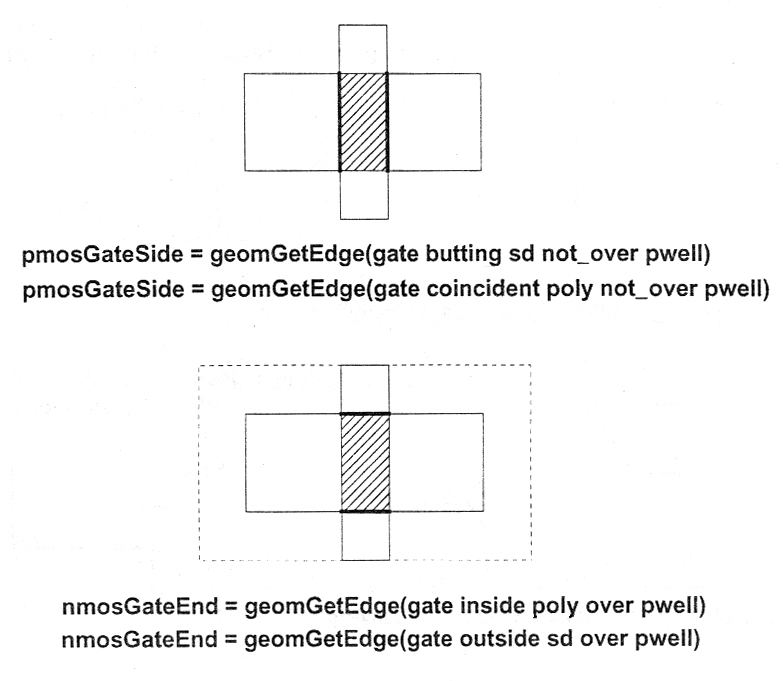 pmosGateSide = geomGetEdge(gate butting sd not_over pwell)
pmosGateSide = geomGetEdge(gate coincident poly not_over pwell)
nmosGateEnd = geomGetEdge(gate inside poly over pwell)
nmosGateEnd = geomGetEdge(gate outside sd over pwell)